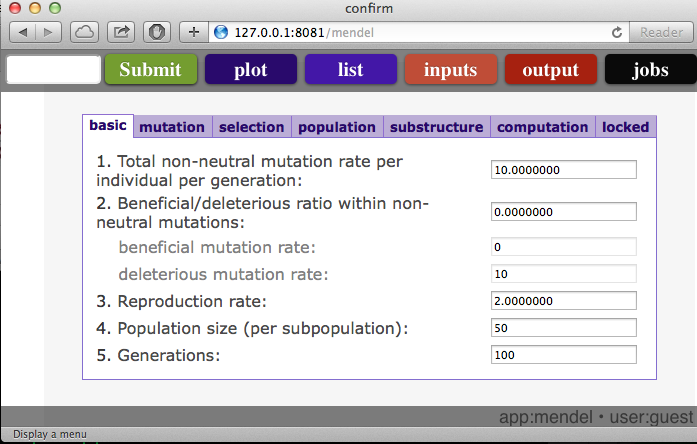 confirm
127.0.0.1:8081/mendel
Reader
Submit plot list inputs output jobs
basic mutation selection population substructure computation locked
1. Total non-neutral mutation rate per
individual per generation:
10.0000000
2. Beneficial/deleterious ratio within non-
neutral mutations:
0.0000000
beneficial mutation rate:
0
deleterious mutation rate:
10
3. Reproduction rate:
2.0000000
4. Population size (per subpopulation):
50
5. Generations:
100
app:mendel • user:guest
Display a menu